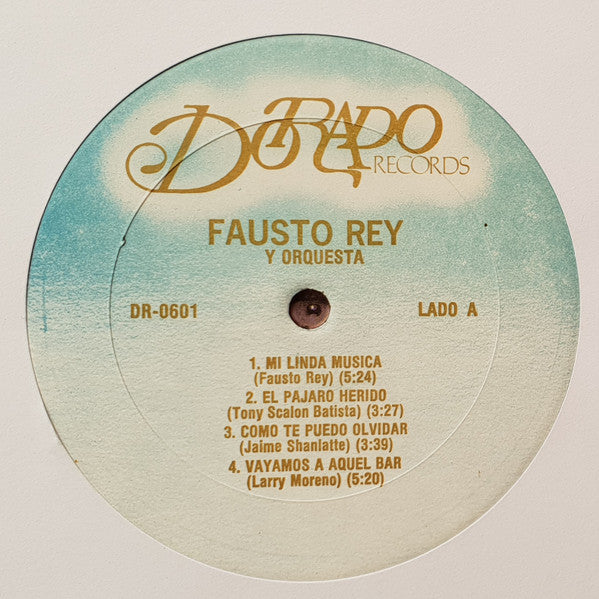 DORADO
RECORDS
FAUSTO REY
Y ORQUESTA
DR-0601
LADO A
1. MI LINDA MUSICA
(Fausto Rey) (5:24)
2. EL PAJARO HERIDO
(Tony Scalon Batista) (3:27)
3. COMO TE PUEDO OLVIDAR
(Jaime Shanlatte) (3:39)
4. VAYAMOS A AQUEL BAR
(Larry Moreno) (5:20)